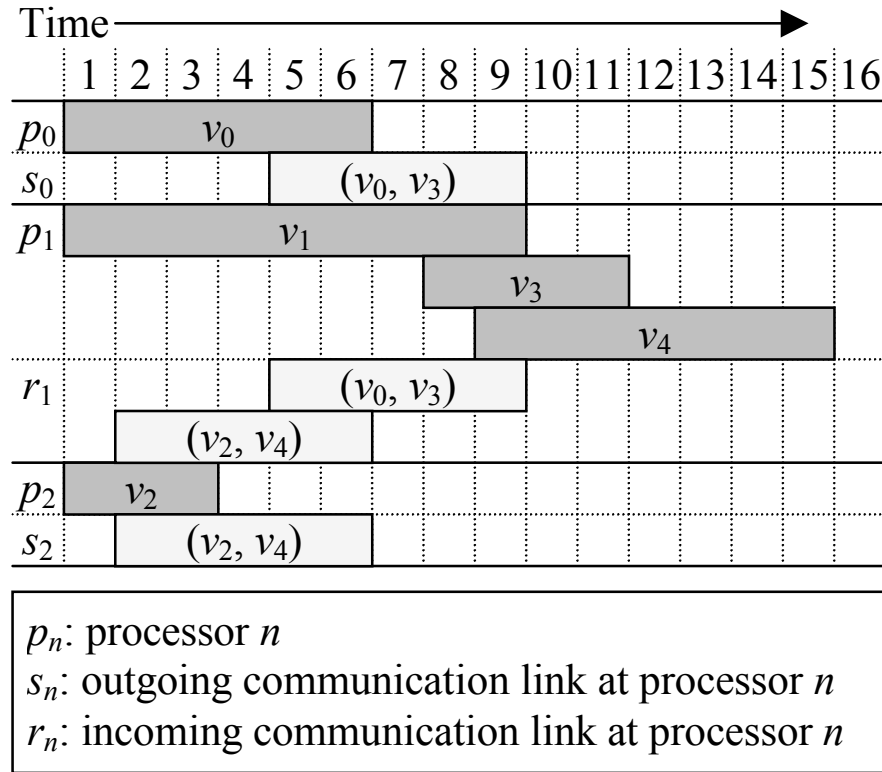 Time
1 2 3 4 5 6 7 8 9 10 11 12 13 14 15 16
p₀ v₀
s₀ (v₀, v₃)
p₁ v₁
v₃
v₄
r₁ (v₀, v₃)
(v₂, v₄)
p₂ v₂
s₂ (v₂, v₄)
pₙ: processor n
sₙ: outgoing communication link at processor n
rₙ: incoming communication link at processor n